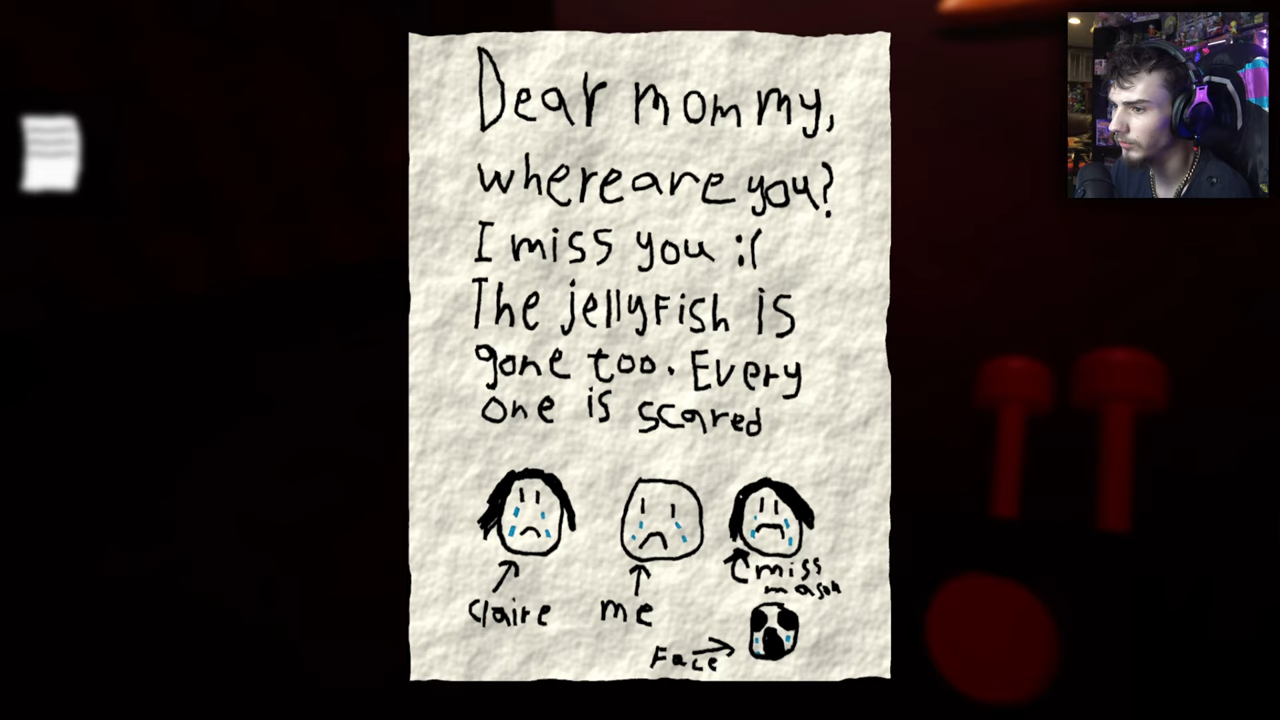 Dear mommy,
where are you?
I miss you :(
The jellyFish is
gone too. Every
one is scared
claire
me
miss
mason
Face